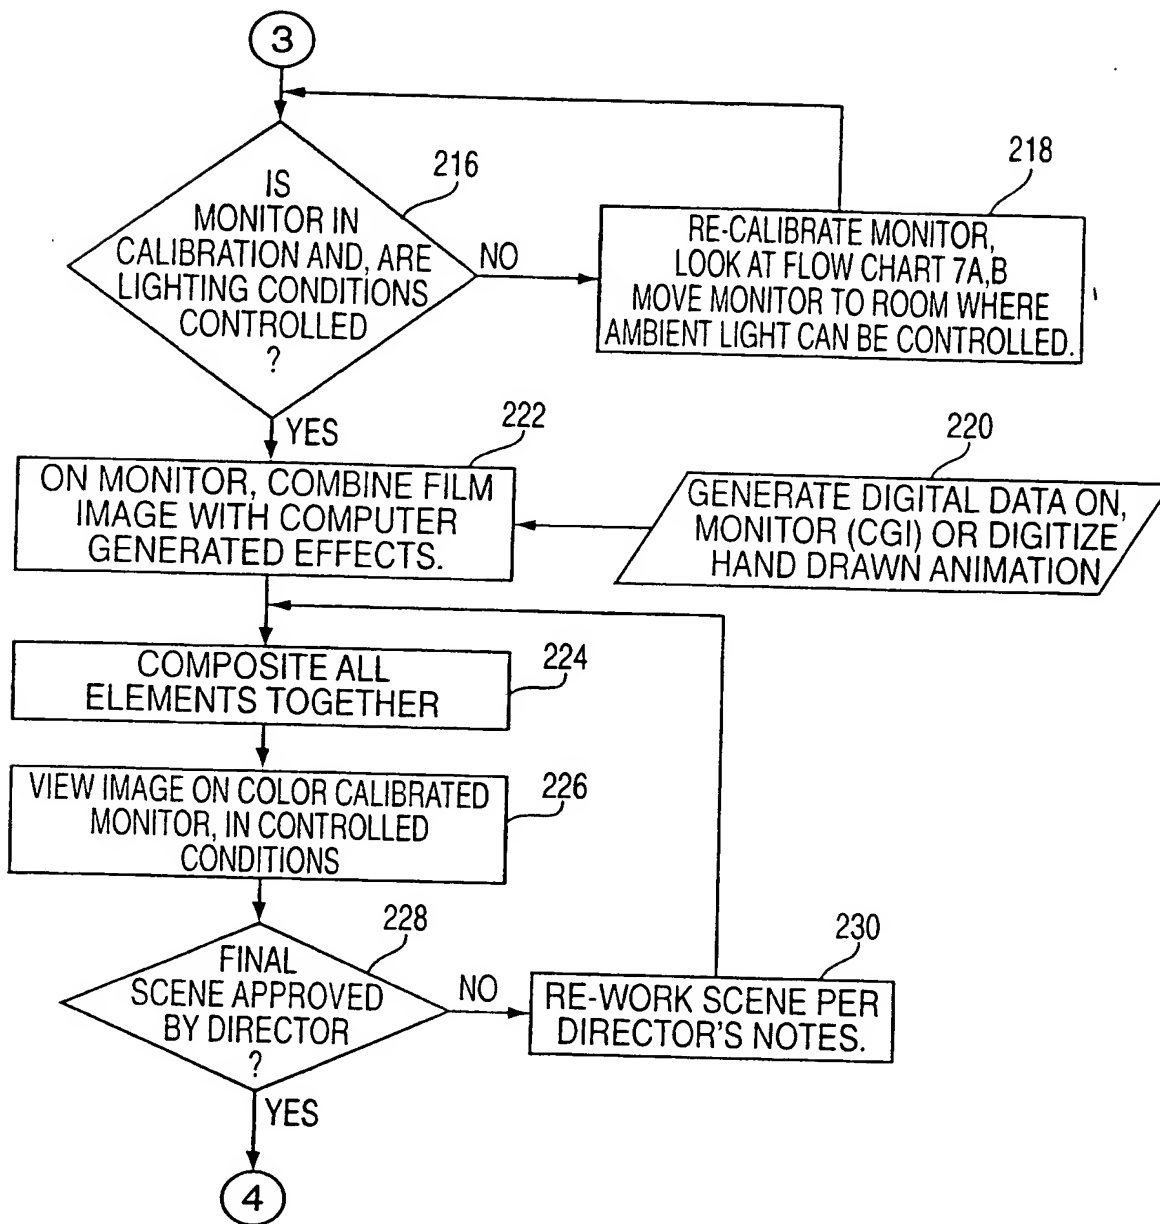 3
IS
MONITOR IN
CALIBRATION AND, ARE
LIGHTING CONDITIONS
CONTROLLED
?
216
NO
218
RE-CALIBRATE MONITOR,
LOOK AT FLOW CHART 7A,B
MOVE MONITOR TO ROOM WHERE
AMBIENT LIGHT CAN BE CONTROLLED.
YES
222
ON MONITOR, COMBINE FILM
IMAGE WITH COMPUTER
GENERATED EFFECTS.
220
GENERATE DIGITAL DATA ON,
MONITOR (CGI) OR DIGITIZE
HAND DRAWN ANIMATION
COMPOSITE ALL
ELEMENTS TOGETHER
224
VIEW IMAGE ON COLOR CALIBRATED
MONITOR, IN CONTROLLED
CONDITIONS
226
FINAL
SCENE APPROVED
BY DIRECTOR
?
228
NO
230
RE-WORK SCENE PER
DIRECTOR'S NOTES.
YES
4